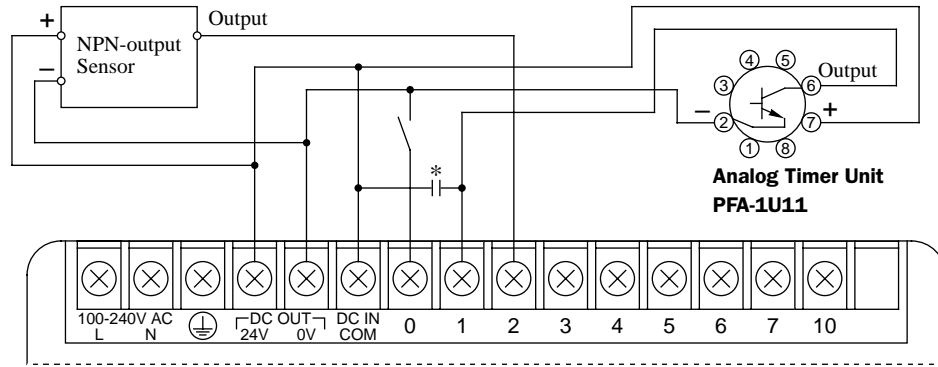 +
Output
NPN-output
Sensor
−
4 5
3 6 Output
− 2 7 +
1 8
*
Analog Timer Unit
PFA-1U11
100-240V AC DC OUT DC IN
L N 24V 0V COM 0 1 2 3 4 5 6 7 10